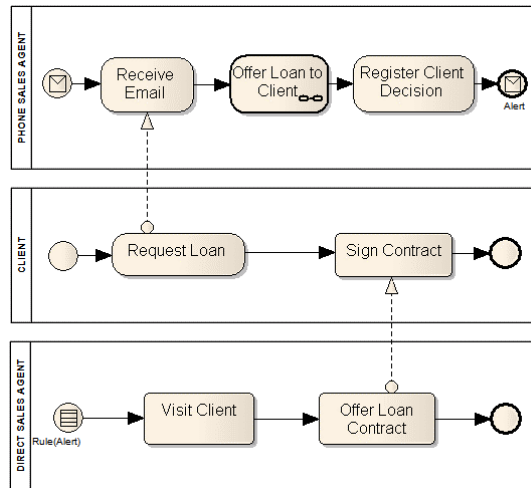 PHONE SALES AGENT
Receive
Email
Offer Loan to
Client
Register Client
Decision
Alert
CLIENT
Request Loan
Sign Contract
DIRECT SALES AGENT
Rule(Alert)
Visit Client
Offer Loan
Contract